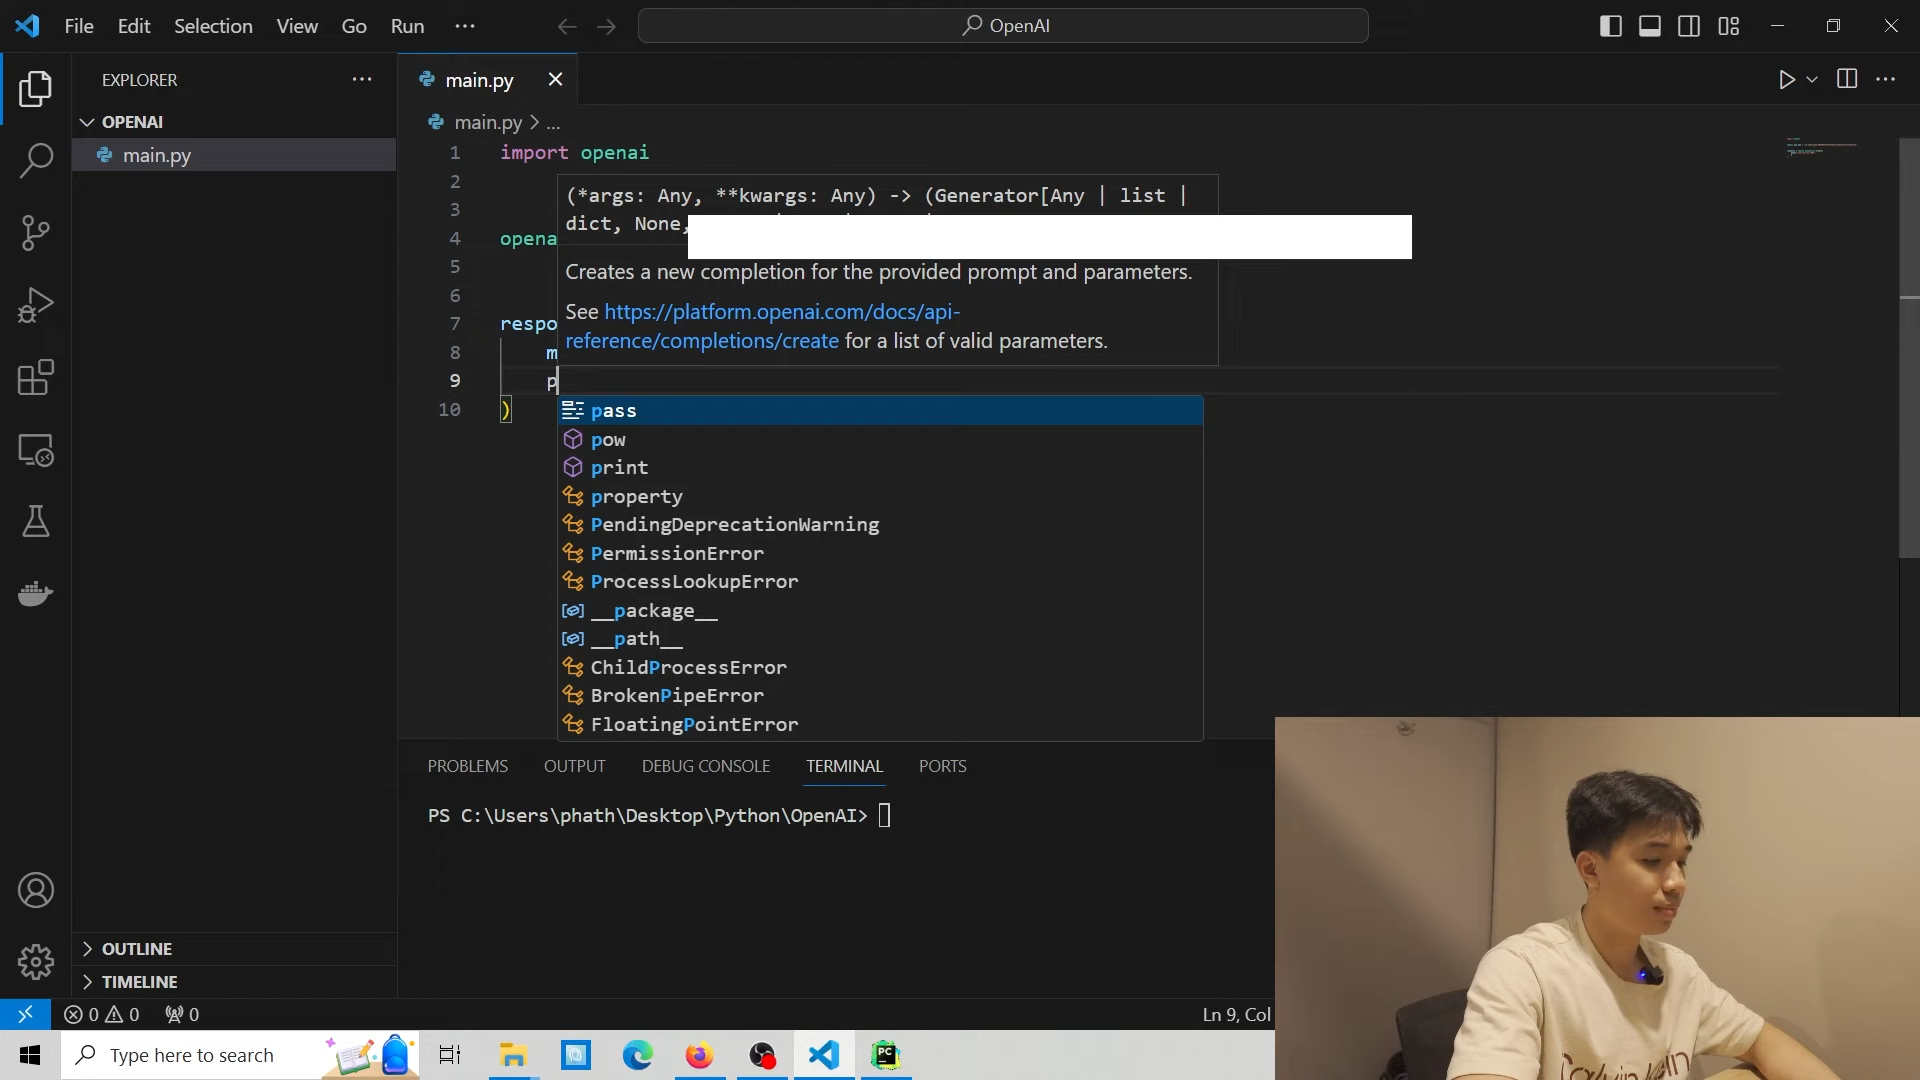 File Edit Selection View Go Run ···
OpenAI
EXPLORER
OPENAI
main.py
main.py
main.py > ...
1 import openai
2
3
4 opena
5
6
7 respo
8 m
9 p
10 )
(*args: Any, **kwargs: Any) -> (Generator[Any | list |
dict, None,
Creates a new completion for the provided prompt and parameters.
See https://platform.openai.com/docs/api-
reference/completions/create for a list of valid parameters.
pass
pow
print
property
PendingDeprecationWarning
PermissionError
ProcessLookupError
__package__
__path__
ChildProcessError
BrokenPipeError
FloatingPointError
PROBLEMS OUTPUT DEBUG CONSOLE TERMINAL PORTS
PS C:\Users\phath\Desktop\Python\OpenAI>
OUTLINE
TIMELINE
0 0 0
Ln 9, Col
Type here to search
PC
Calvin Klein